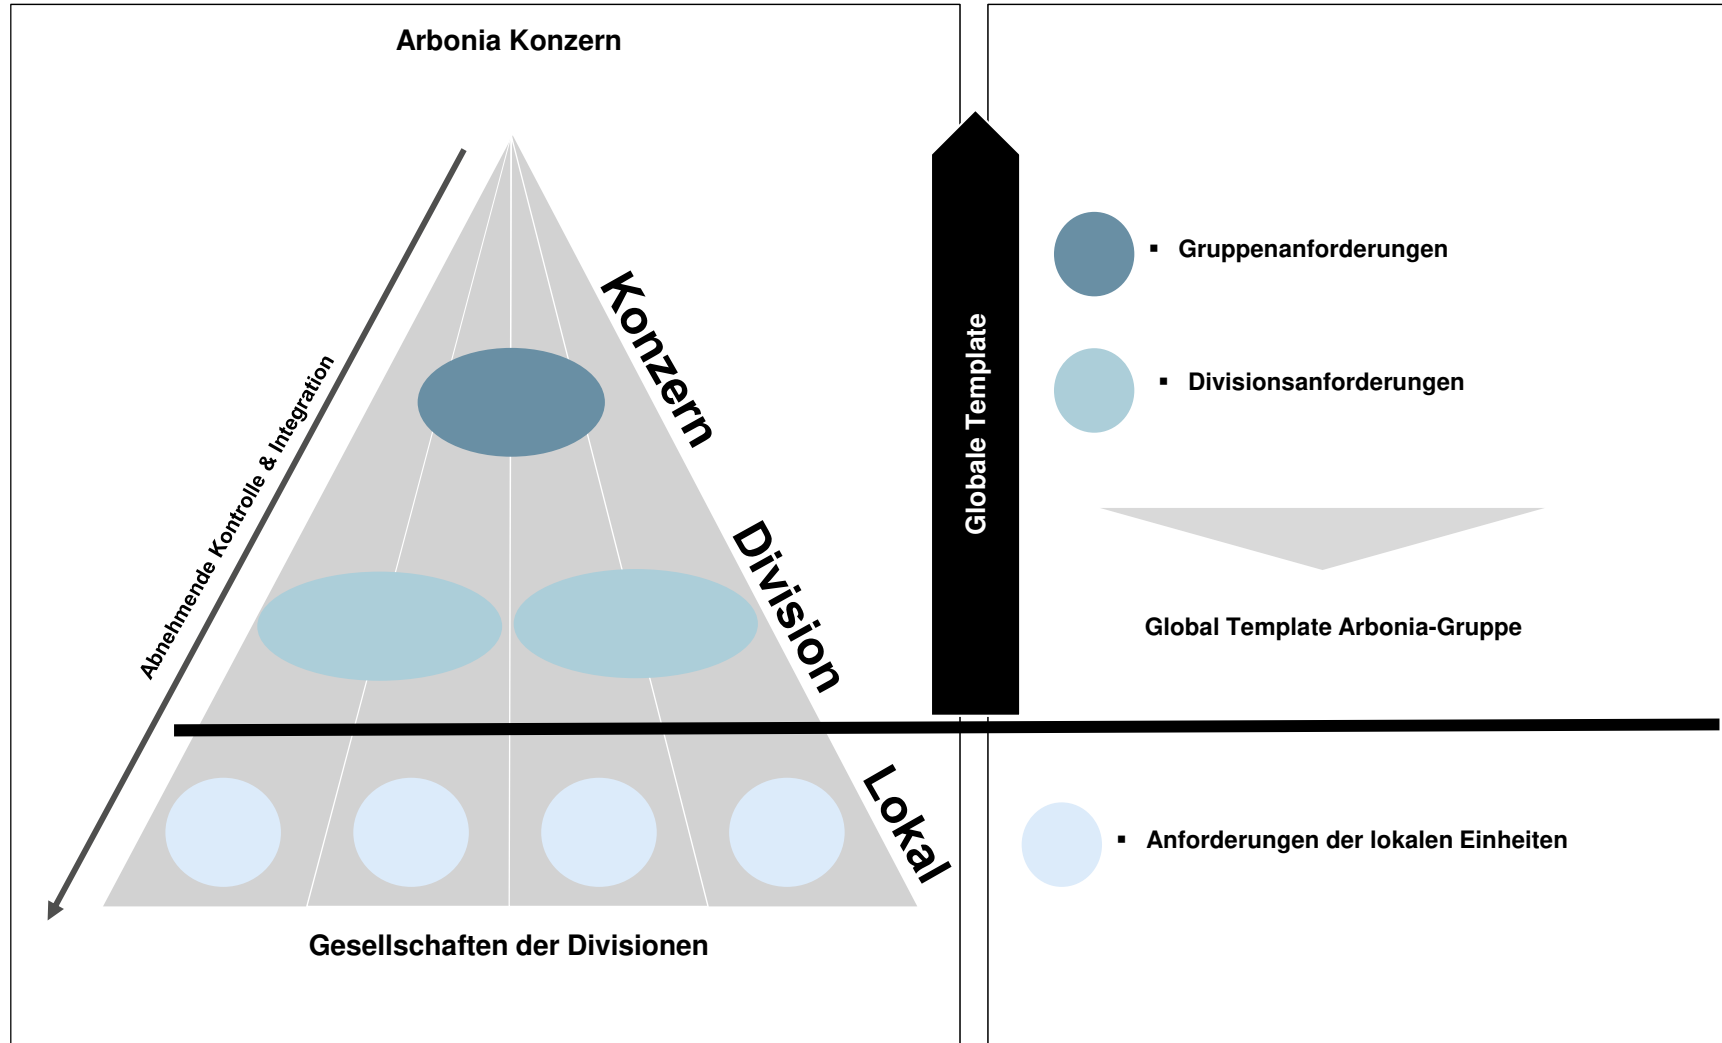 Arbonia Konzern
Abnehmende Kontrolle & Integration
Konzern
Division
Lokal
Gesellschaften der Divisionen
Globale Template
▪ Gruppenanforderungen
▪ Divisionsanforderungen
Global Template Arbonia-Gruppe
▪ Anforderungen der lokalen Einheiten